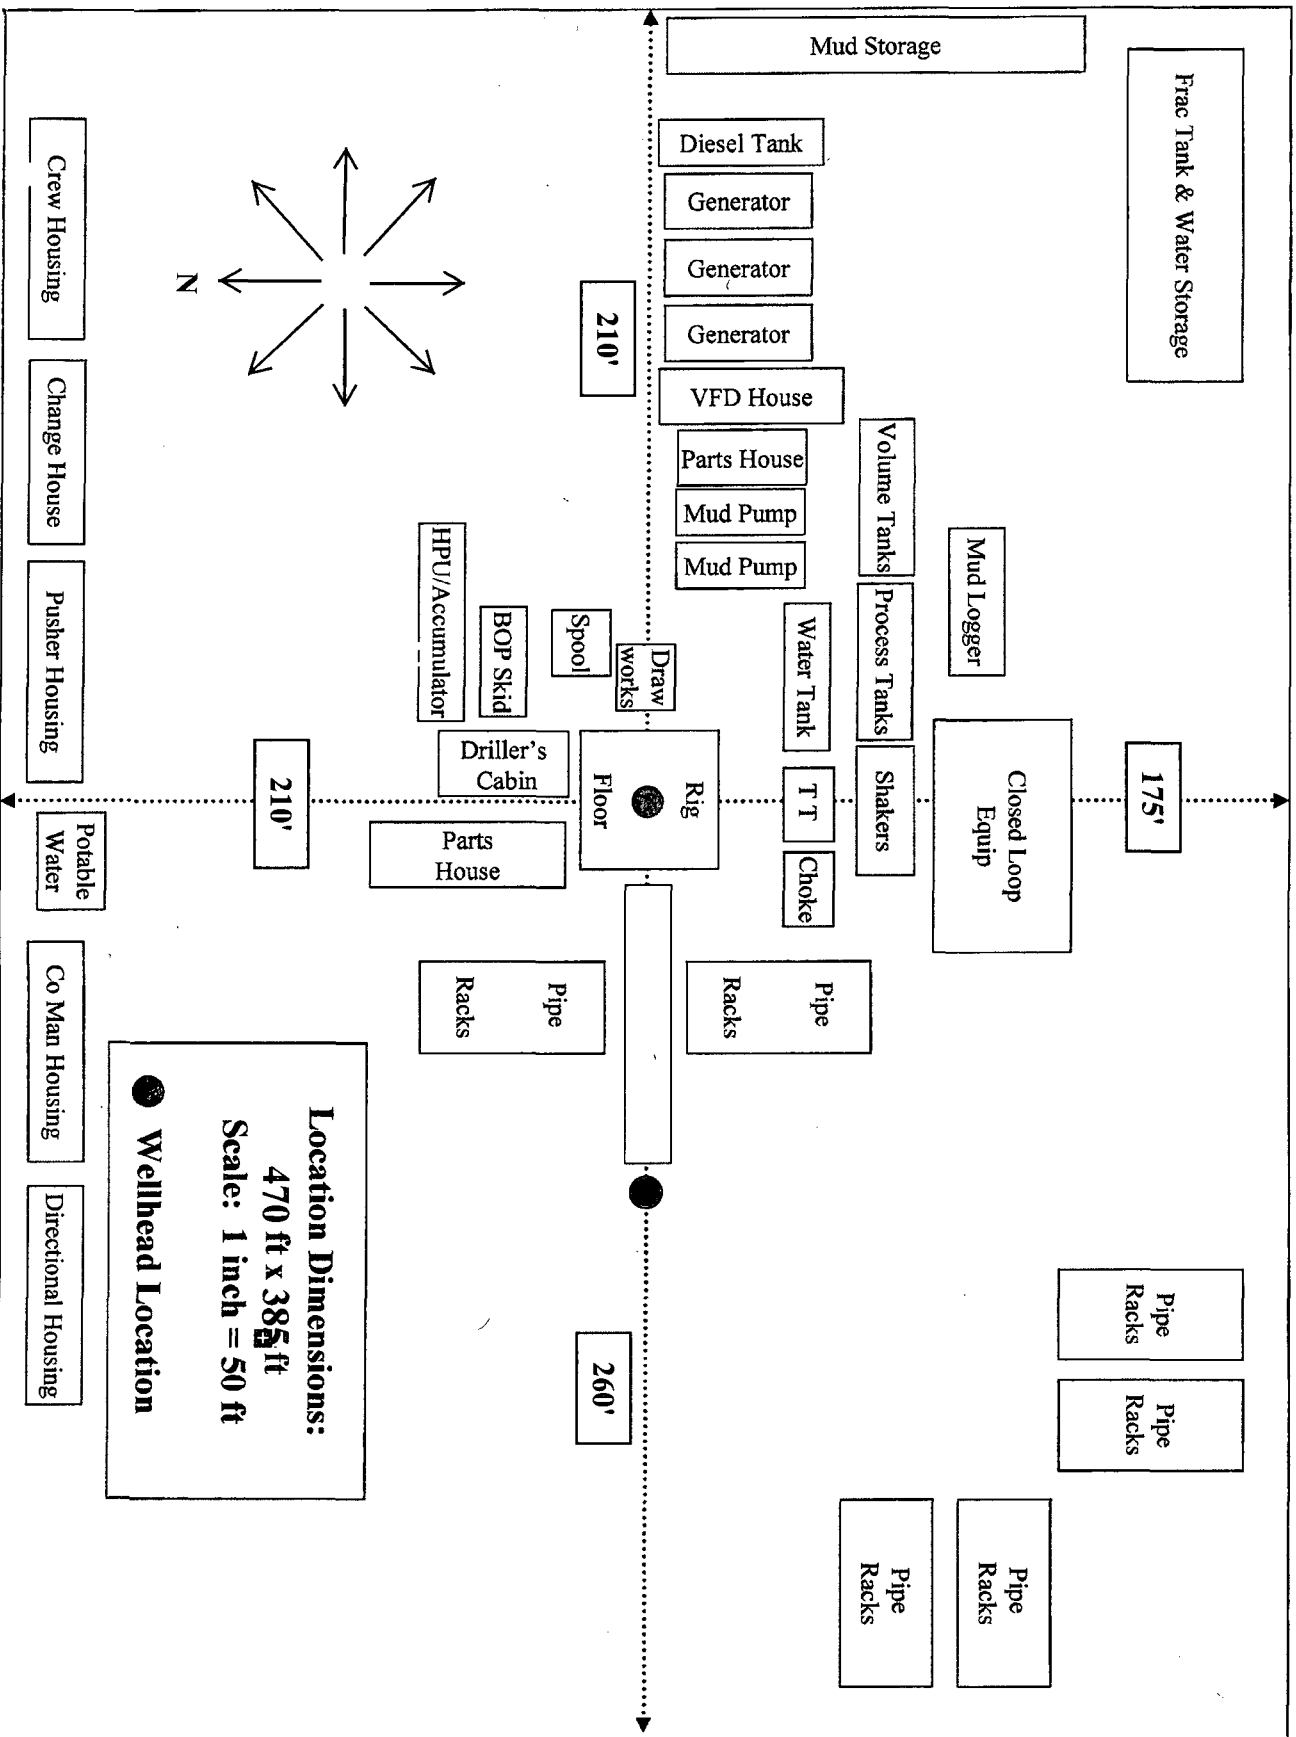 Mud Storage
Frac Tank & Water Storage
Diesel Tank
Generator
Generator
Generator
VFD House
Parts House
Mud Pump
Mud Pump
Volume Tanks
Process Tanks
Shakers
Mud Logger
Water Tank
T T
Choke
Closed Loop
Equip
175'
210'
N
Draw
works
Spool
BOP Skid
HPU/Accumulator
Rig
Floor
Driller's
Cabin
Parts
House
210'
Pipe
Racks
Pipe
Racks
260'
Pipe
Racks
Pipe
Racks
Pipe
Racks
Pipe
Racks
Crew Housing
Change House
Pusher Housing
Potable
Water
Co Man Housing
Directional Housing
Location Dimensions:
470 ft x 385 ft
Scale: 1 inch = 50 ft
Wellhead Location